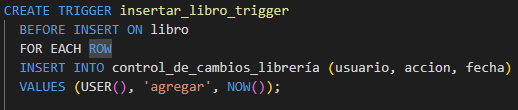 CREATE TRIGGER insertar_libro_trigger
BEFORE INSERT ON libro
FOR EACH ROW
INSERT INTO control_de_cambios_librería (usuario, accion, fecha)
VALUES (USER(), 'agregar', NOW());